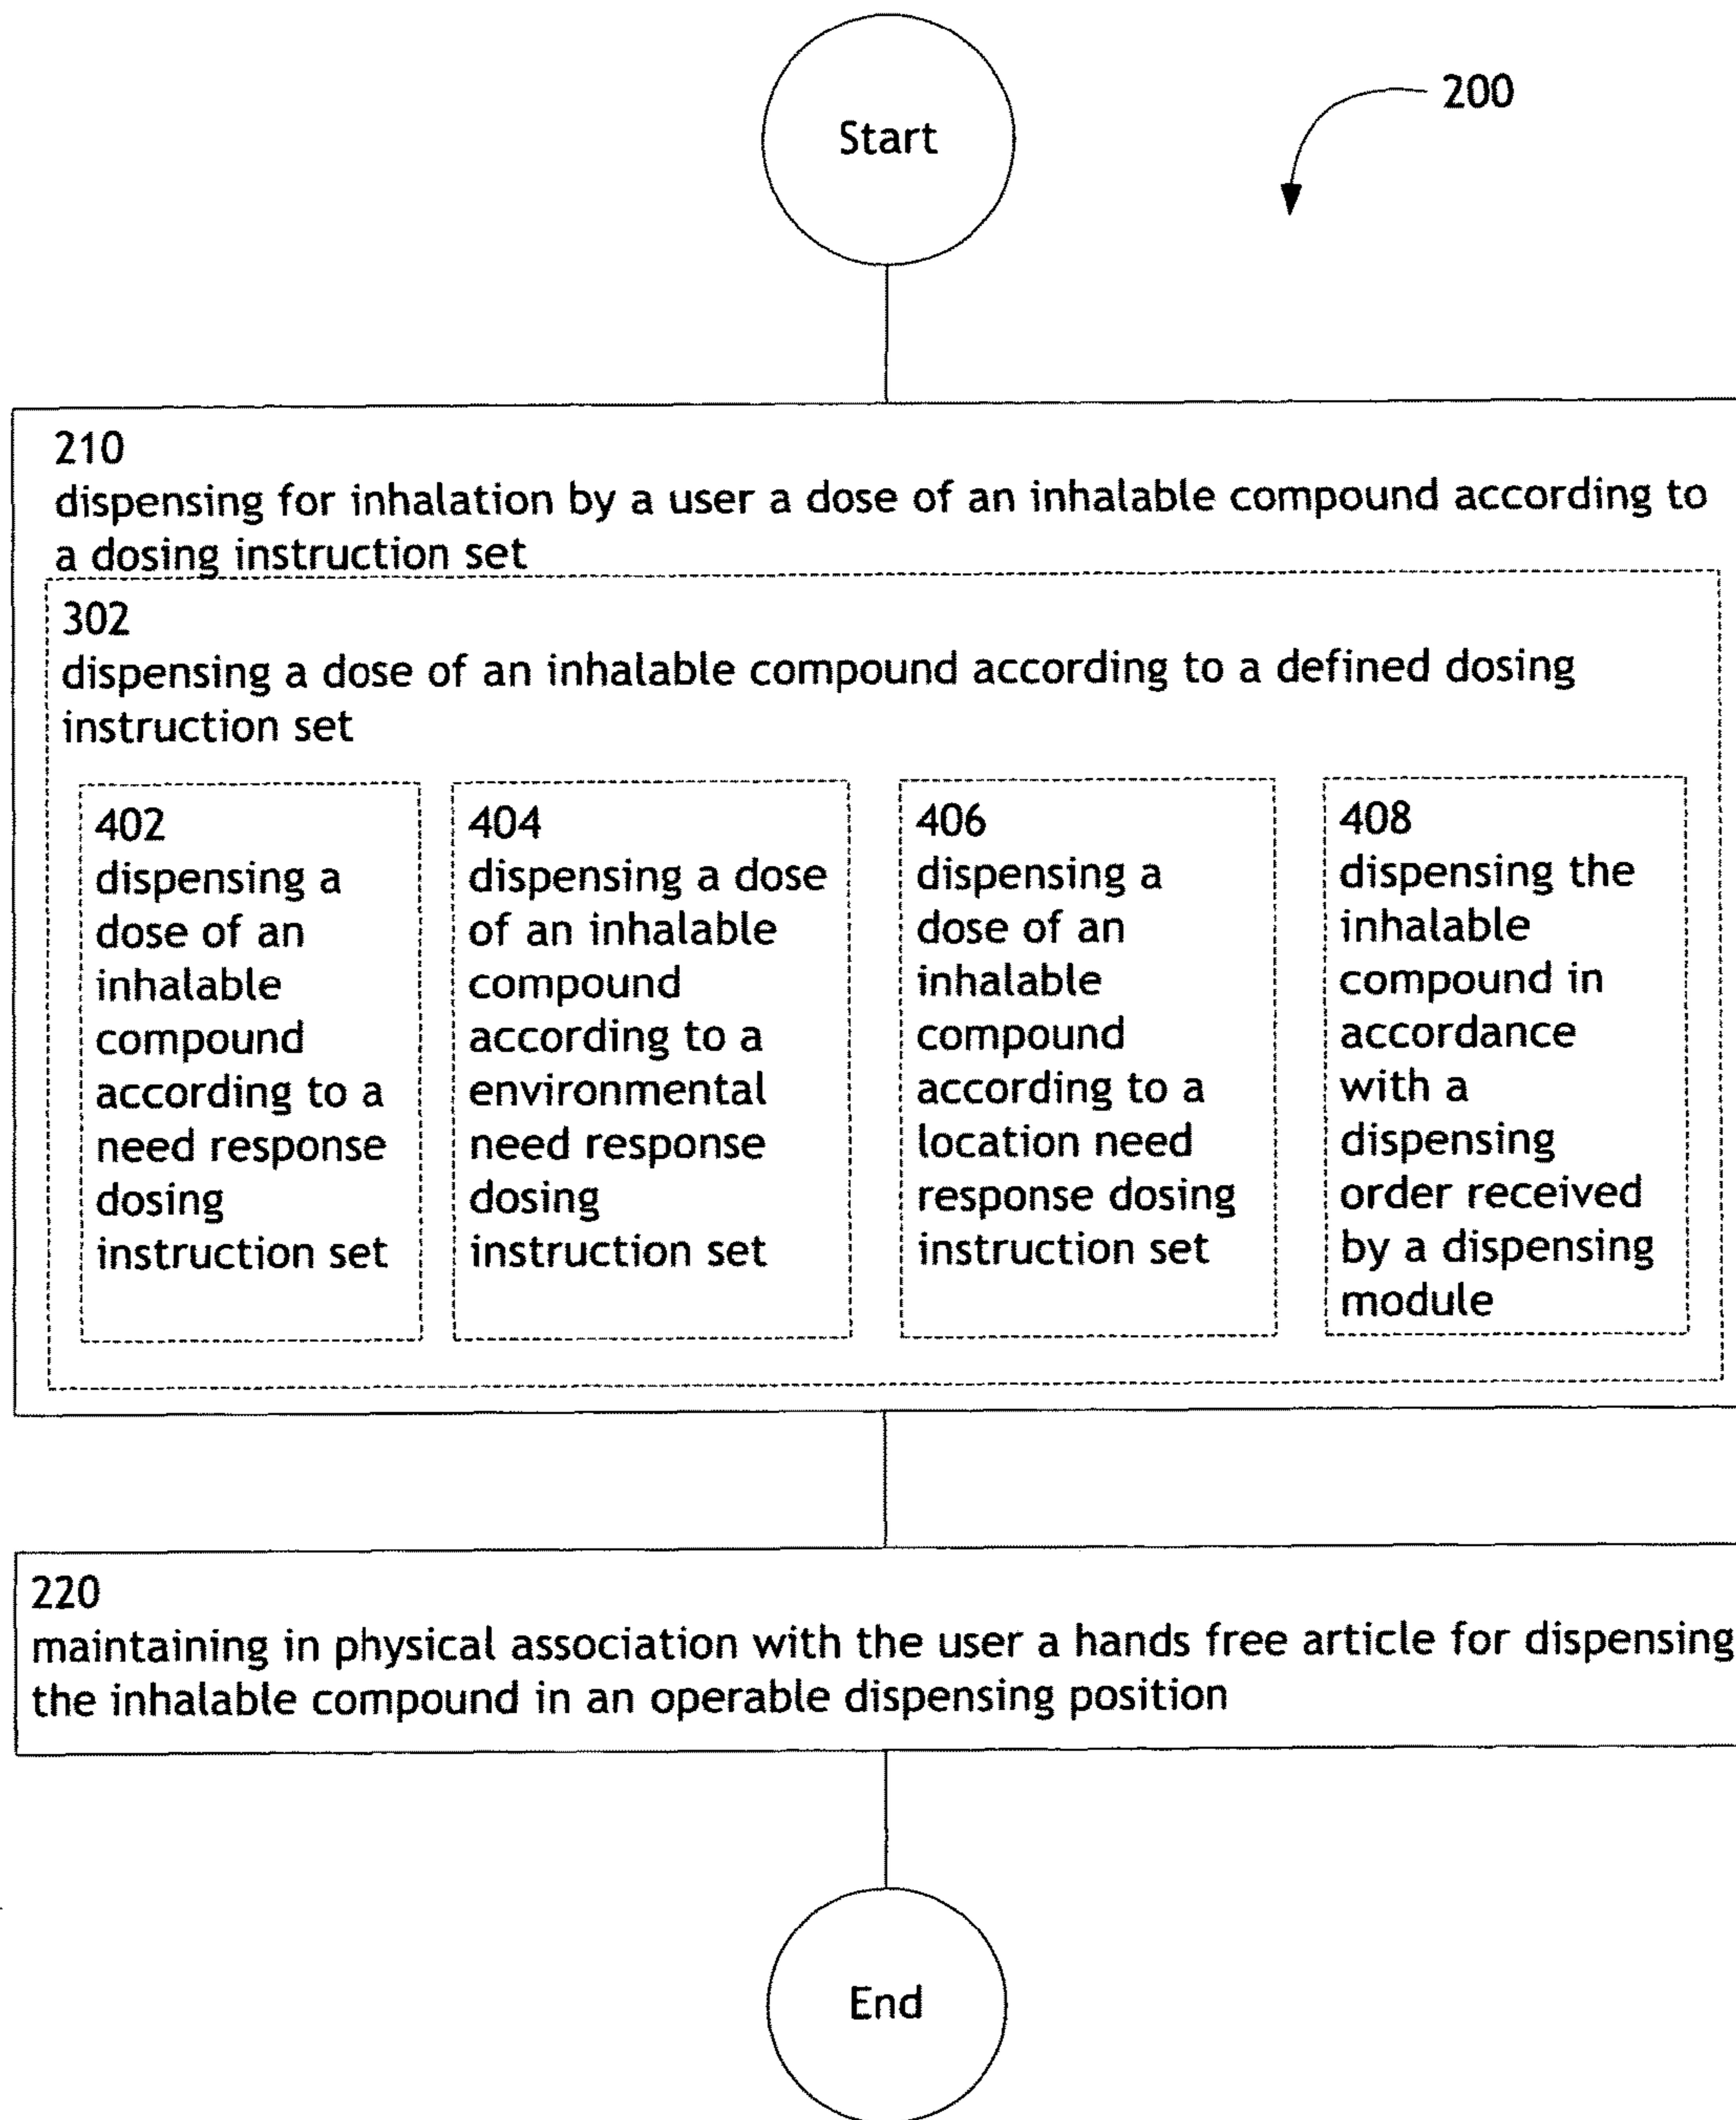 Start
200
210
dispensing for inhalation by a user a dose of an inhalable compound according to
a dosing instruction set
302
dispensing a dose of an inhalable compound according to a defined dosing
instruction set
402
dispensing a
dose of an
inhalable
compound
according to a
need response
dosing
instruction set
404
dispensing a dose
of an inhalable
compound
according to a
environmental
need response
dosing
instruction set
406
dispensing a
dose of an
inhalable
compound
according to a
location need
response dosing
instruction set
408
dispensing the
inhalable
compound in
accordance
with a
dispensing
order received
by a dispensing
module
220
maintaining in physical association with the user a hands free article for dispensing
the inhalable compound in an operable dispensing position
End